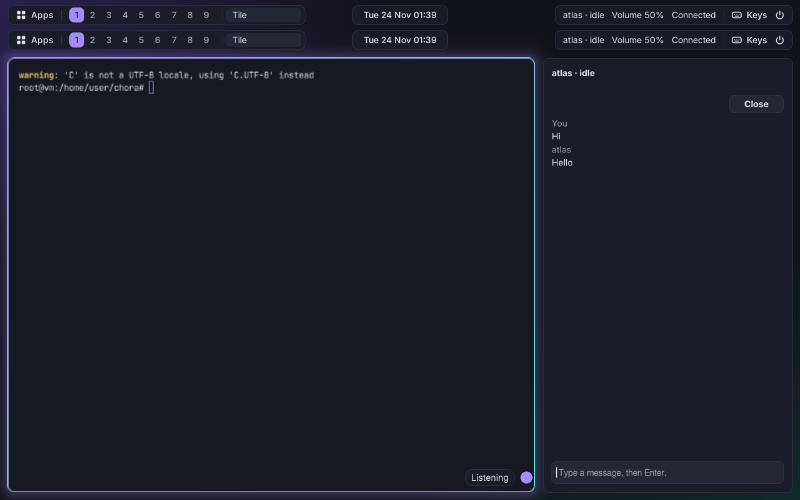 Apps 1 2 3 4 5 6 7 8 9 Tile Tue 24 Nov 01:39 atlas · idle Volume 50% Connected Keys
Apps 1 2 3 4 5 6 7 8 9 Tile Tue 24 Nov 01:39 atlas · idle Volume 50% Connected Keys
warning: 'C' is not a UTF-8 locale, using 'C.UTF-8' instead
root@vm:/home/user/chora#
Listening
atlas · idle
Close
You
Hi
atlas
Hello
Type a message, then Enter.